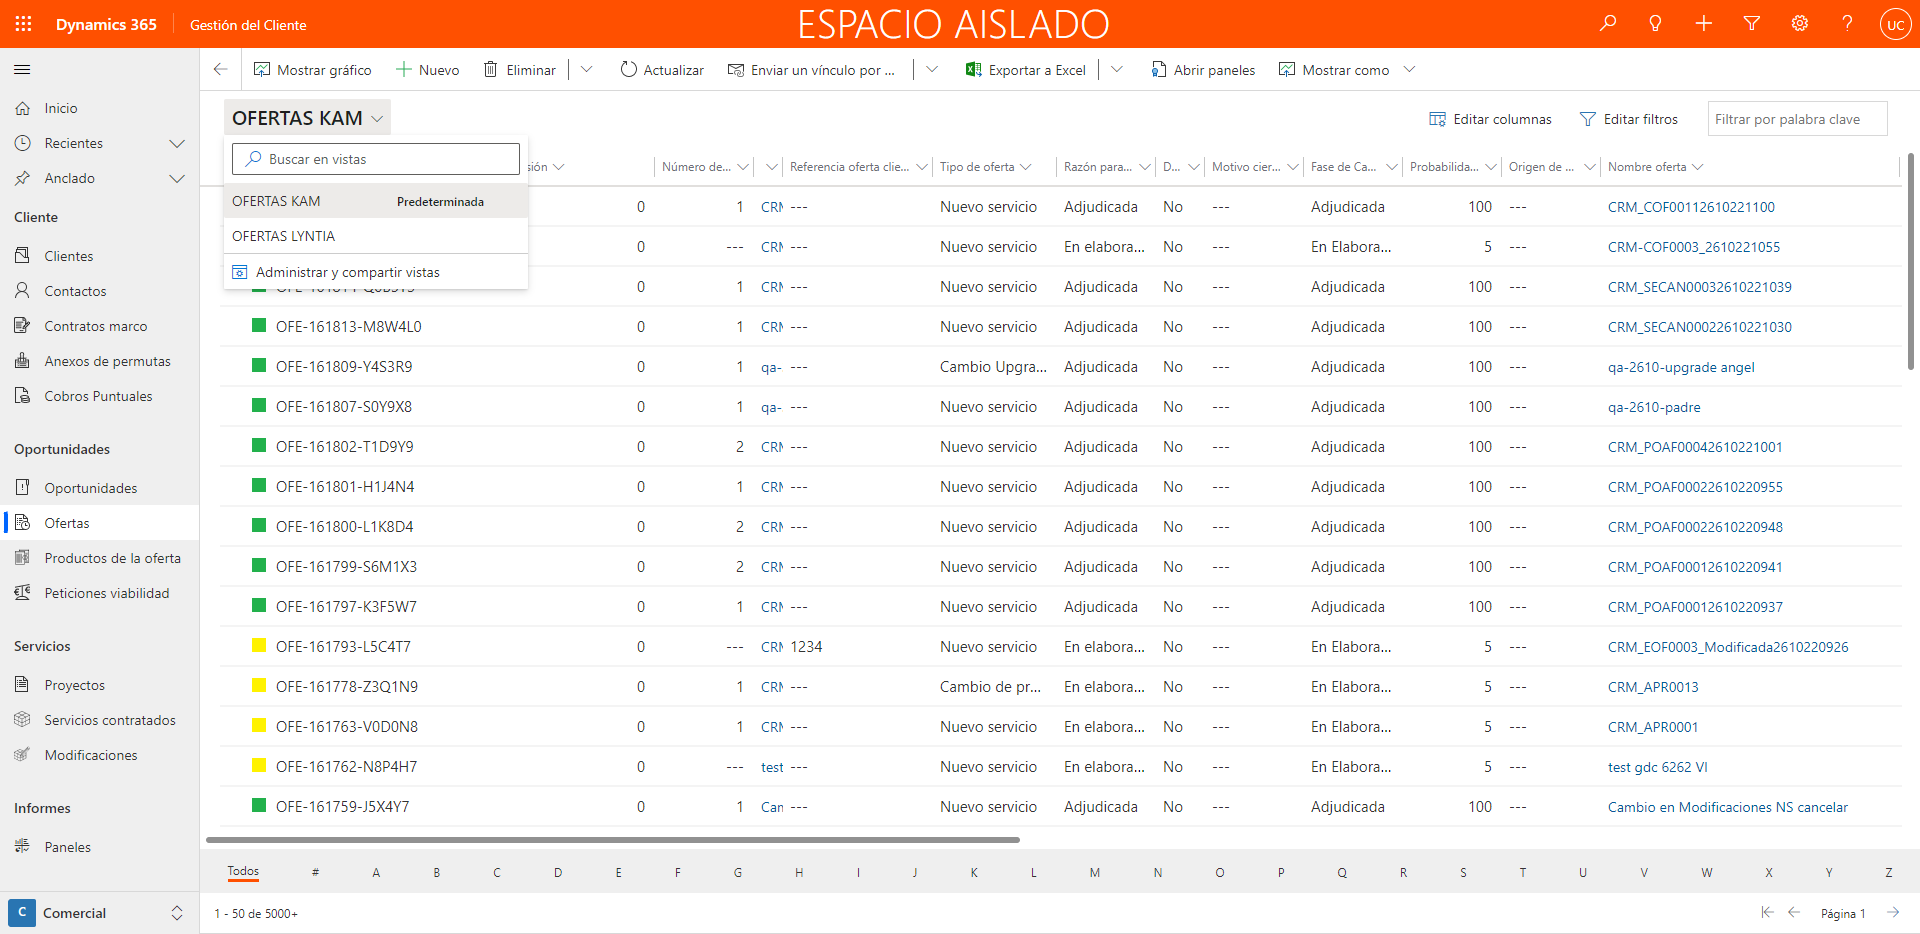 Dynamics 365 Gestión del Cliente ESPACIO AISLADO UC
Mostrar gráfico Nuevo Eliminar Actualizar Enviar un vínculo por ... Exportar a Excel Abrir paneles Mostrar como
Inicio
Recientes
Anclado
Cliente
Clientes
Contactos
Contratos marco
Anexos de permutas
Cobros Puntuales
Oportunidades
Oportunidades
Ofertas
Productos de la oferta
Peticiones viabilidad
Servicios
Proyectos
Servicios contratados
Modificaciones
Informes
Paneles
C Comercial
OFERTAS KAM Editar columnas Editar filtros Filtrar por palabra clave
Buscar en vistas
OFERTAS KAM Predeterminada
OFERTAS LYNTIA
Administrar y compartir vistas
sión Número de... Referencia oferta clie... Tipo de oferta Razón para... D... Motivo cier... Fase de Ca... Probabilida... Origen de ... Nombre oferta
0 1 CRM --- Nuevo servicio Adjudicada No --- Adjudicada 100 --- CRM_COF00112610221100
0 --- CRM --- Nuevo servicio En elabora... No --- En Elabora... 5 --- CRM-COF0003_2610221055
0 1 CRM --- Nuevo servicio Adjudicada No --- Adjudicada 100 --- CRM_SECAN00032610221039
OFE-161813-M8W4L0 0 1 CRM --- Nuevo servicio Adjudicada No --- Adjudicada 100 --- CRM_SECAN00022610221030
OFE-161809-Y4S3R9 0 1 qa- --- Cambio Upgra... Adjudicada No --- Adjudicada 100 --- qa-2610-upgrade angel
OFE-161807-S0Y9X8 0 1 qa- --- Nuevo servicio Adjudicada No --- Adjudicada 100 --- qa-2610-padre
OFE-161802-T1D9Y9 0 2 CRM --- Nuevo servicio Adjudicada No --- Adjudicada 100 --- CRM_POAF00042610221001
OFE-161801-H1J4N4 0 1 CRM --- Nuevo servicio Adjudicada No --- Adjudicada 100 --- CRM_POAF00022610220955
OFE-161800-L1K8D4 0 2 CRM --- Nuevo servicio Adjudicada No --- Adjudicada 100 --- CRM_POAF00022610220948
OFE-161799-S6M1X3 0 2 CRM --- Nuevo servicio Adjudicada No --- Adjudicada 100 --- CRM_POAF00012610220941
OFE-161797-K3F5W7 0 1 CRM --- Nuevo servicio Adjudicada No --- Adjudicada 100 --- CRM_POAF00012610220937
OFE-161793-L5C4T7 0 --- CRM 1234 Nuevo servicio En elabora... No --- En Elabora... 5 --- CRM_EOF0003_Modificada2610220926
OFE-161778-Z3Q1N9 0 1 CRM --- Cambio de pr... En elabora... No --- En Elabora... 5 --- CRM_APR0013
OFE-161763-V0D0N8 0 1 CRM --- Nuevo servicio En elabora... No --- En Elabora... 5 --- CRM_APR0001
OFE-161762-N8P4H7 0 --- test --- Nuevo servicio En elabora... No --- En Elabora... 5 --- test gdc 6262 VI
OFE-161759-J5X4Y7 0 1 Can --- Nuevo servicio Adjudicada No --- Adjudicada 100 --- Cambio en Modificaciones NS cancelar
Todos # A B C D E F G H I J K L M N O P Q R S T U V W X Y Z
1 - 50 de 5000+ Página 1